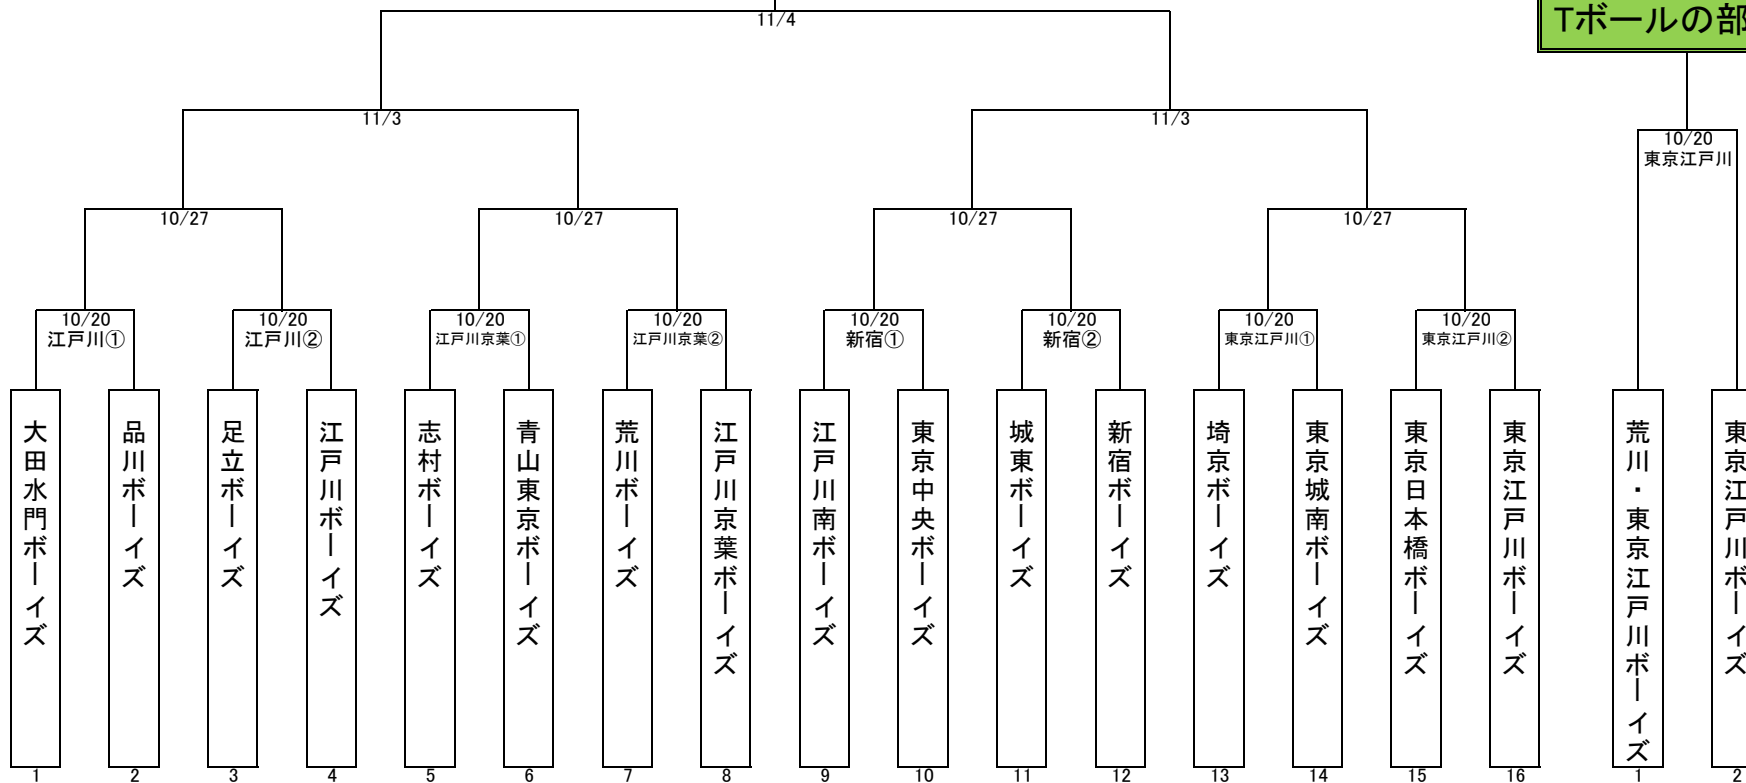 11/4
Tボールの部
11/3
11/3
10/20
東京江戸川
10/27
10/27
10/27
10/27
10/20
江戸川①
10/20
江戸川②
10/20
江戸川京葉①
10/20
江戸川京葉②
10/20
新宿①
10/20
新宿②
10/20
東京江戸川①
10/20
東京江戸川②
大田水門ボーイズ
品川ボーイズ
足立ボーイズ
江戸川ボーイズ
志村ボーイズ
青山東京ボーイズ
荒川ボーイズ
江戸川京葉ボーイズ
江戸川南ボーイズ
東京中央ボーイズ
城東ボーイズ
新宿ボーイズ
埼京ボーイズ
東京城南ボーイズ
東京日本橋ボーイズ
東京江戸川ボーイズ
荒川・東京江戸川ボーイズ
東京江戸川ボーイズ
1
2
3
4
5
6
7
8
9
10
11
12
13
14
15
16
1
2